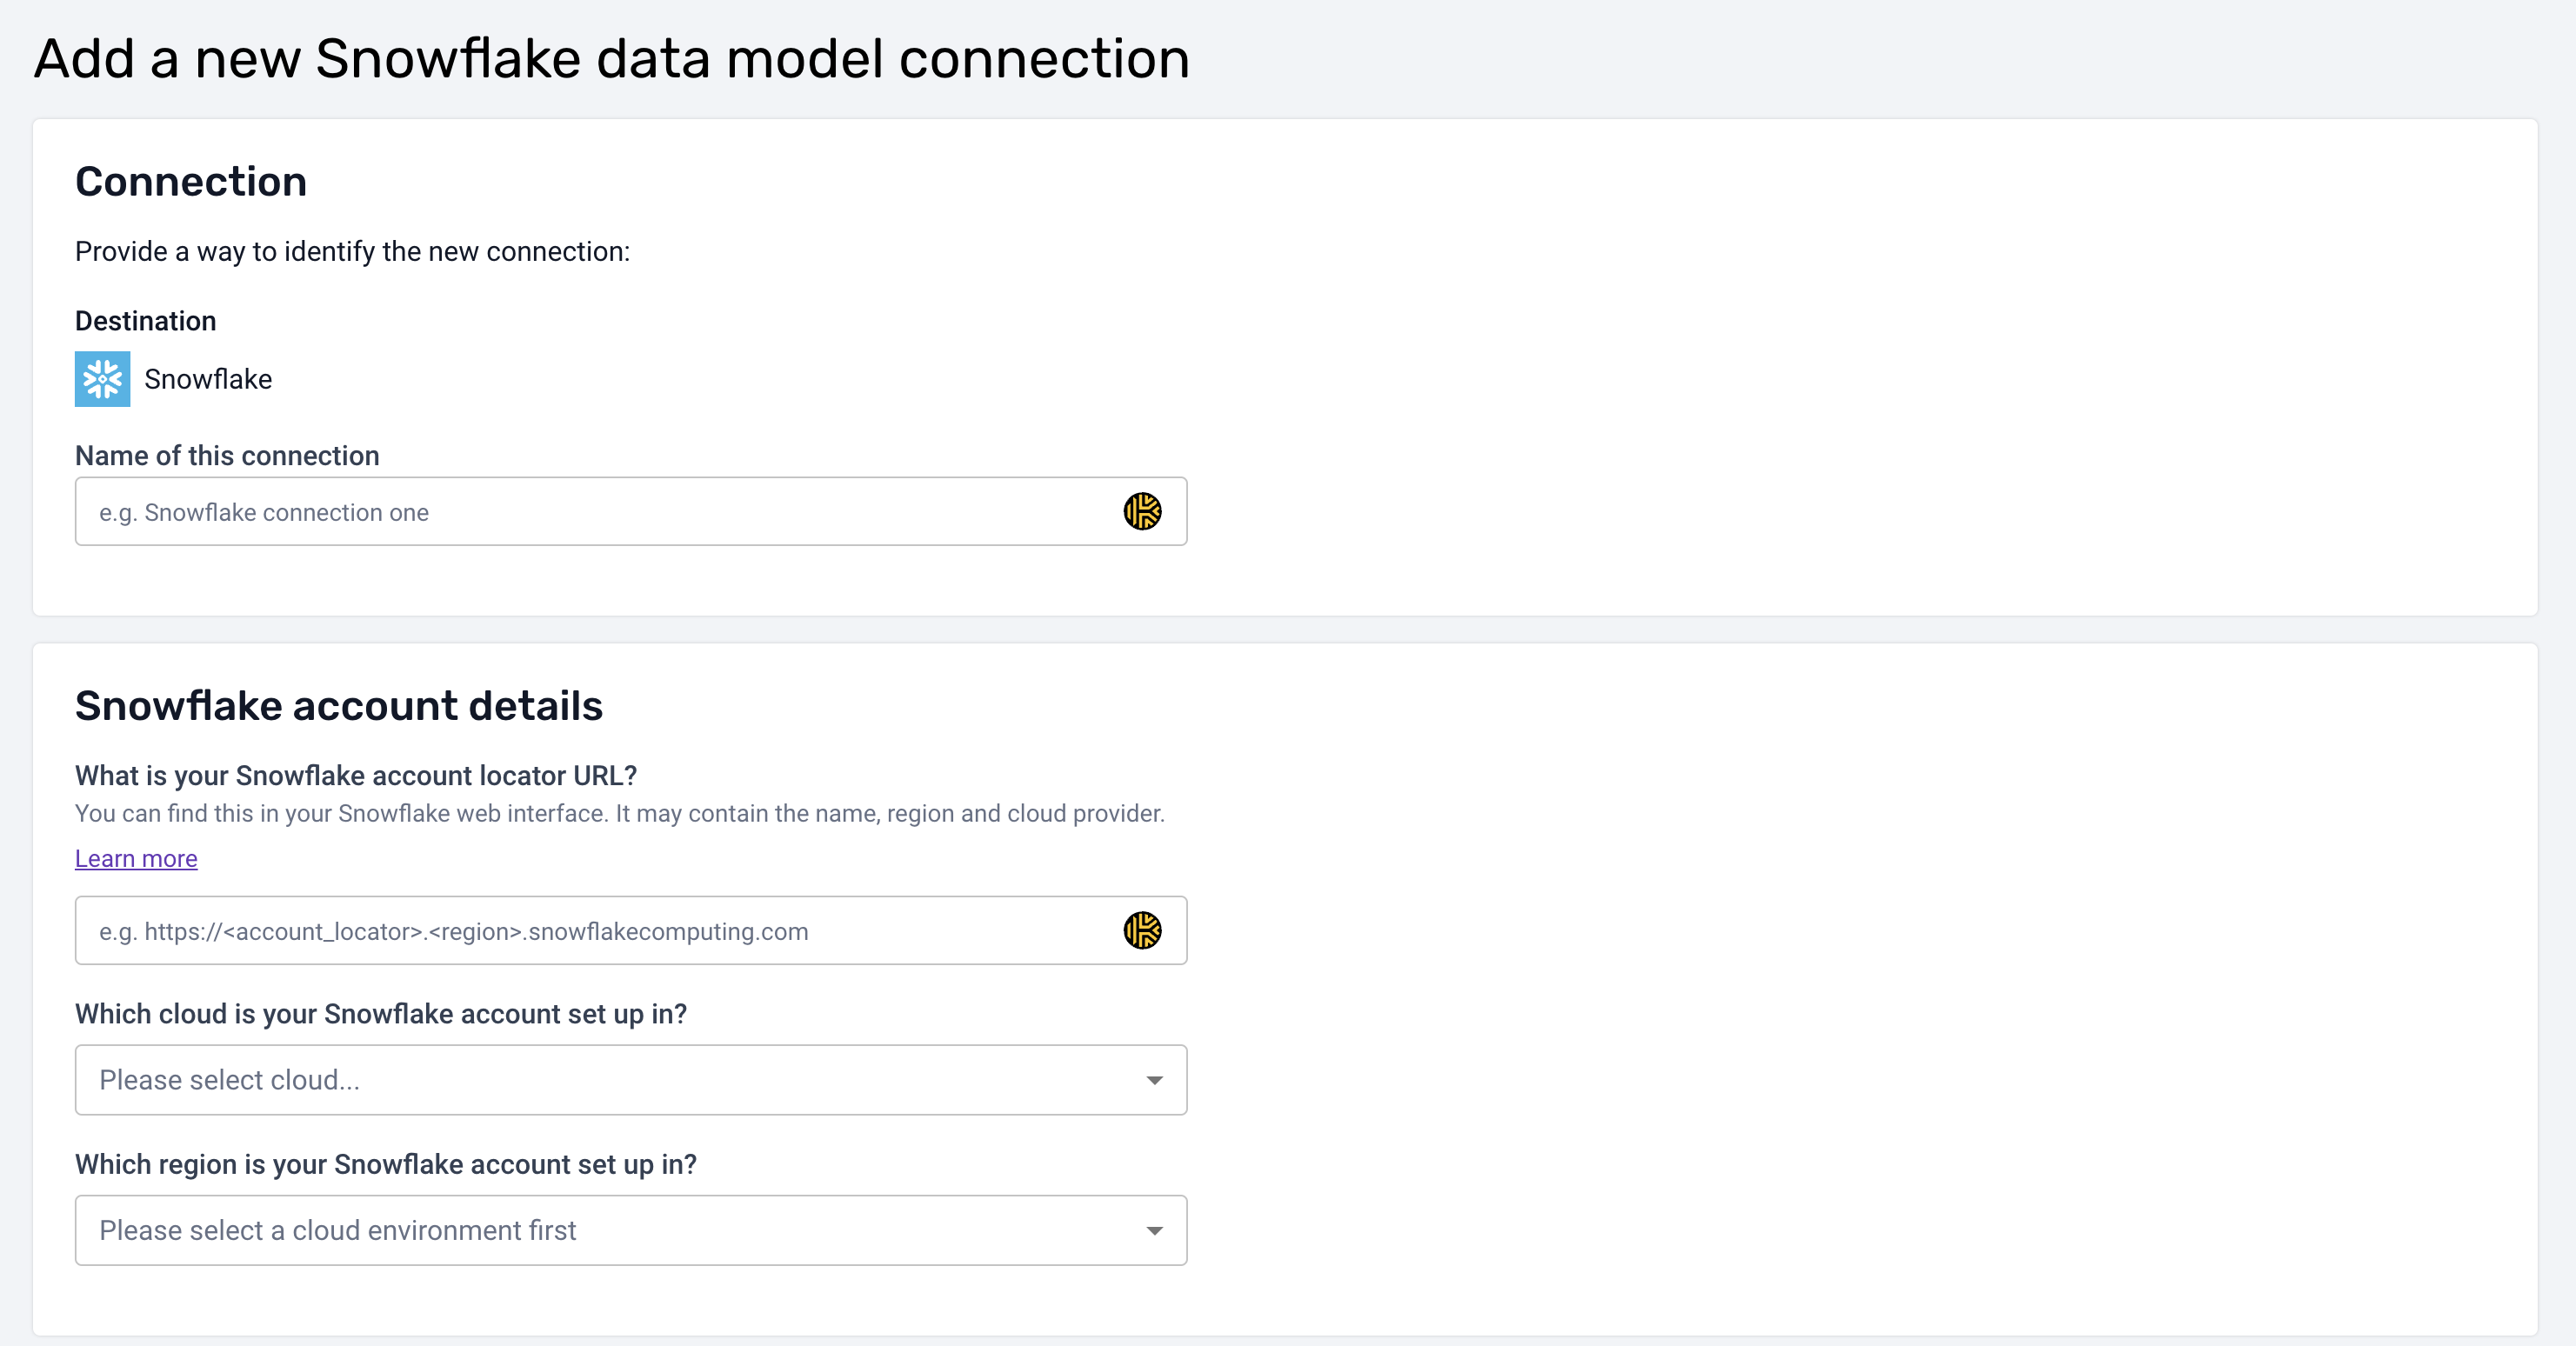 Add a new Snowflake data model connection
Connection
Provide a way to identify the new connection:
Destination
Snowflake
Name of this connection
e.g. Snowflake connection one
Snowflake account details
What is your Snowflake account locator URL?
You can find this in your Snowflake web interface. It may contain the name, region and cloud provider.
Learn more
e.g. https://<account_locator>.<region>.snowflakecomputing.com
Which cloud is your Snowflake account set up in?
Please select cloud...
Which region is your Snowflake account set up in?
Please select a cloud environment first